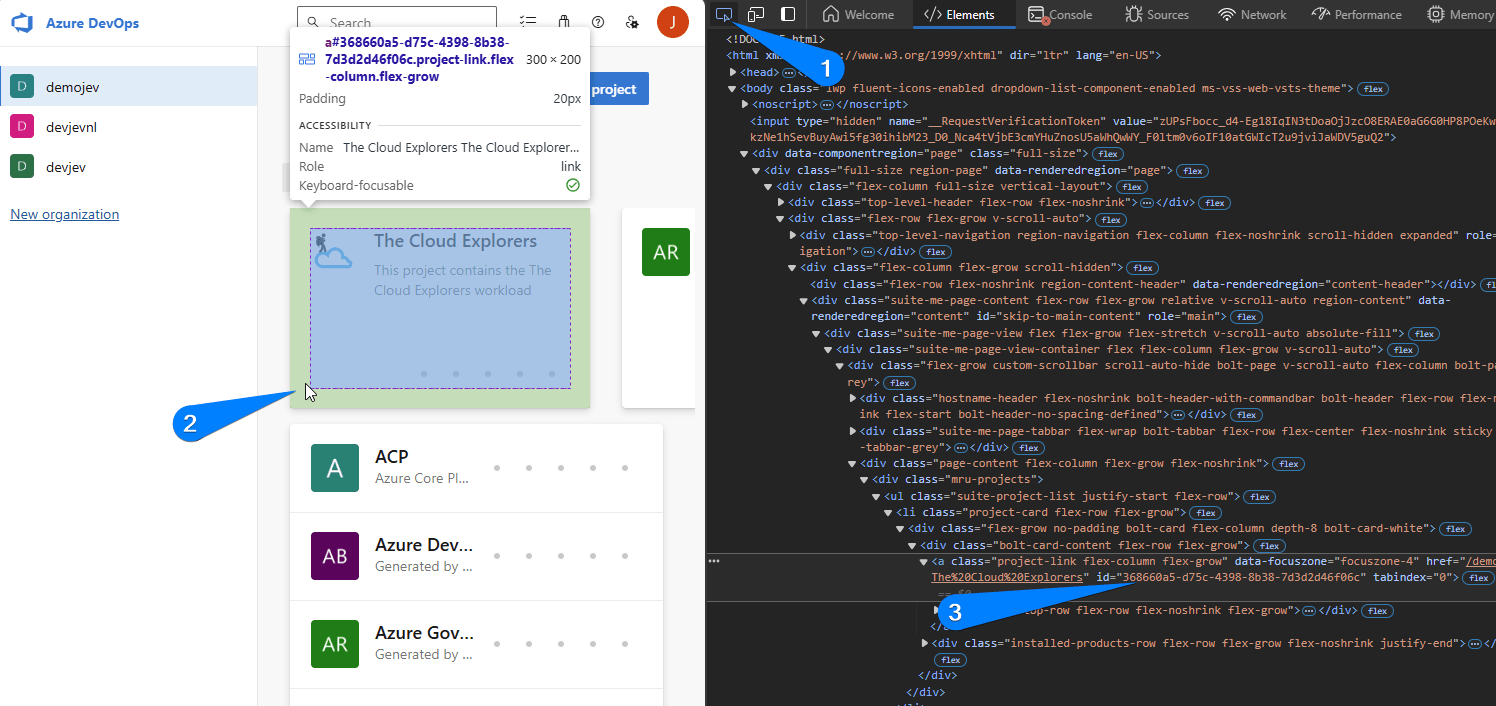 Azure DevOps
Search
J
D demojev
D devjevnl
D devjev
New organization
a#368660a5-d75c-4398-8b38-
7d3d2d46f06c.project-link.flex
-column.flex-grow
300 × 200
Padding 20px
ACCESSIBILITY
Name The Cloud Explorers The Cloud Explorer...
Role link
Keyboard-focusable
project
The Cloud Explorers
This project contains the The
Cloud Explorers workload
AR
2
A ACP
Azure Core Pl...
AB Azure Dev...
Generated by ...
AR Azure Gov...
Generated by ...
Welcome
Elements
Console
Sources
Network
Performance
Memory
1
<!DOC html>
<html xm ://www.w3.org/1999/xhtml" dir="ltr" lang="en-US">
<head>
<body class="lwp fluent-icons-enabled dropdown-list-component-enabled ms-vss-web-vsts-theme"> flex
<noscript> … </noscript>
<input type="hidden" name="__RequestVerificationToken" value="zUPsFbocc_d4-Eg18IqIN3tDoaOjJzcO8ERAE0aG6G0HP8POeKw
kzNe1hSevBuyAwi5fg30ihibM23_D0_Nca4tVjbE3cmYHuZnosU5aWhQwWY_F0ltm0v6oIF10atGWIcT2u9jviJaWDV5guQ2">
<div data-componentregion="page" class="full-size"> flex
<div class="full-size region-page" data-renderedregion="page"> flex
<div class="flex-column full-size vertical-layout"> flex
<div class="top-level-header flex-row flex-noshrink"> … </div> flex
<div class="flex-row flex-grow v-scroll-auto"> flex
<div class="top-level-navigation region-navigation flex-column flex-noshrink scroll-hidden expanded" role=
igation"> … </div> flex
<div class="flex-column flex-grow scroll-hidden"> flex
<div class="flex-row flex-noshrink region-content-header" data-renderedregion="content-header"></div>
<div class="suite-me-page-content flex-row flex-grow relative v-scroll-auto region-content" data-
renderedregion="content" id="skip-to-main-content" role="main"> flex
<div class="suite-me-page-view flex flex-grow flex-stretch v-scroll-auto absolute-fill"> flex
<div class="suite-me-page-view-container flex flex-column flex-grow v-scroll-auto"> flex
<div class="flex-grow custom-scrollbar scroll-auto-hide bolt-page v-scroll-auto flex-column bolt-pa
rey"> flex
<div class="hostname-header flex-noshrink bolt-header-with-commandbar bolt-header flex-row flex-n
ink flex-start bolt-header-no-spacing-defined"> … </div> flex
<div class="suite-me-page-tabbar flex-wrap bolt-tabbar flex-row flex-center flex-noshrink sticky
-tabbar-grey"> … </div> flex
<div class="page-content flex-column flex-grow flex-noshrink"> flex
<div class="mru-projects">
<ul class="suite-project-list justify-start flex-row"> flex
<li class="project-card flex-row flex-grow"> flex
<div class="flex-grow no-padding bolt-card flex-column depth-8 bolt-card-white"> flex
<div class="bolt-card-content flex-row flex-grow"> flex
<a class="project-link flex-column flex-grow" data-focuszone="focuszone-4" href="/demo
The%20Cloud%20Explorers" id="368660a5-d75c-4398-8b38-7d3d2d46f06c" tabindex="0"> flex
== $0
3
top-row flex-row flex-noshrink flex-grow"> … </div> flex
</
<div class="installed-products-row flex-row flex-grow flex-noshrink justify-end"> … </
flex
</div>
</div>